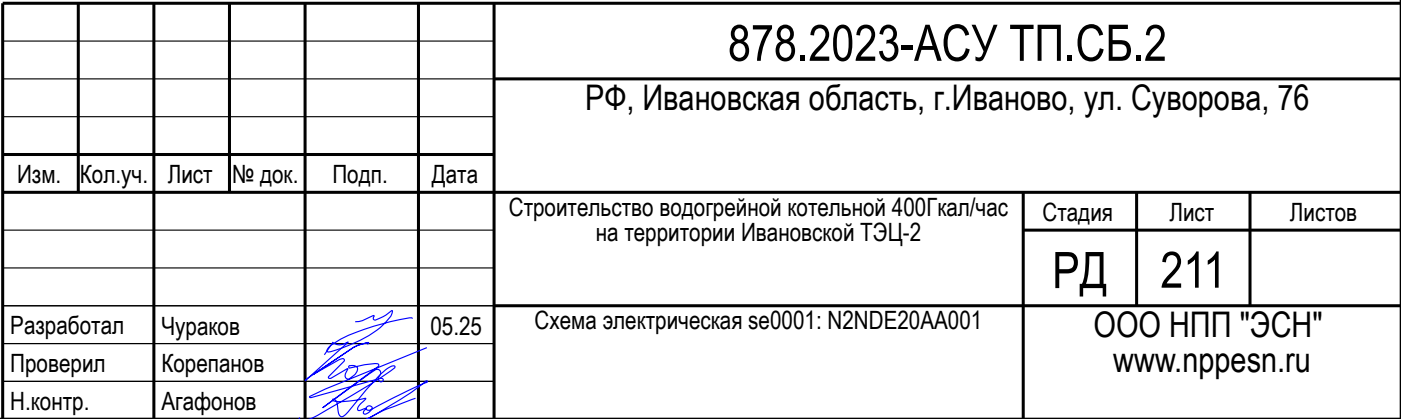 878.2023-АСУ ТП.СБ.2
РФ, Ивановская область, г.Иваново, ул. Суворова, 76
Изм. Кол.уч. Лист № док. Подп. Дата
Строительство водогрейной котельной 400Гкал/час
на территории Ивановской ТЭЦ-2
Стадия Лист Листов
РД 211
Разработал Чураков 05.25
Проверил Корепанов
Н.контр. Агафонов
Схема электрическая se0001: N2NDE20AA001
ООО НПП "ЭСН"
www.nppesn.ru